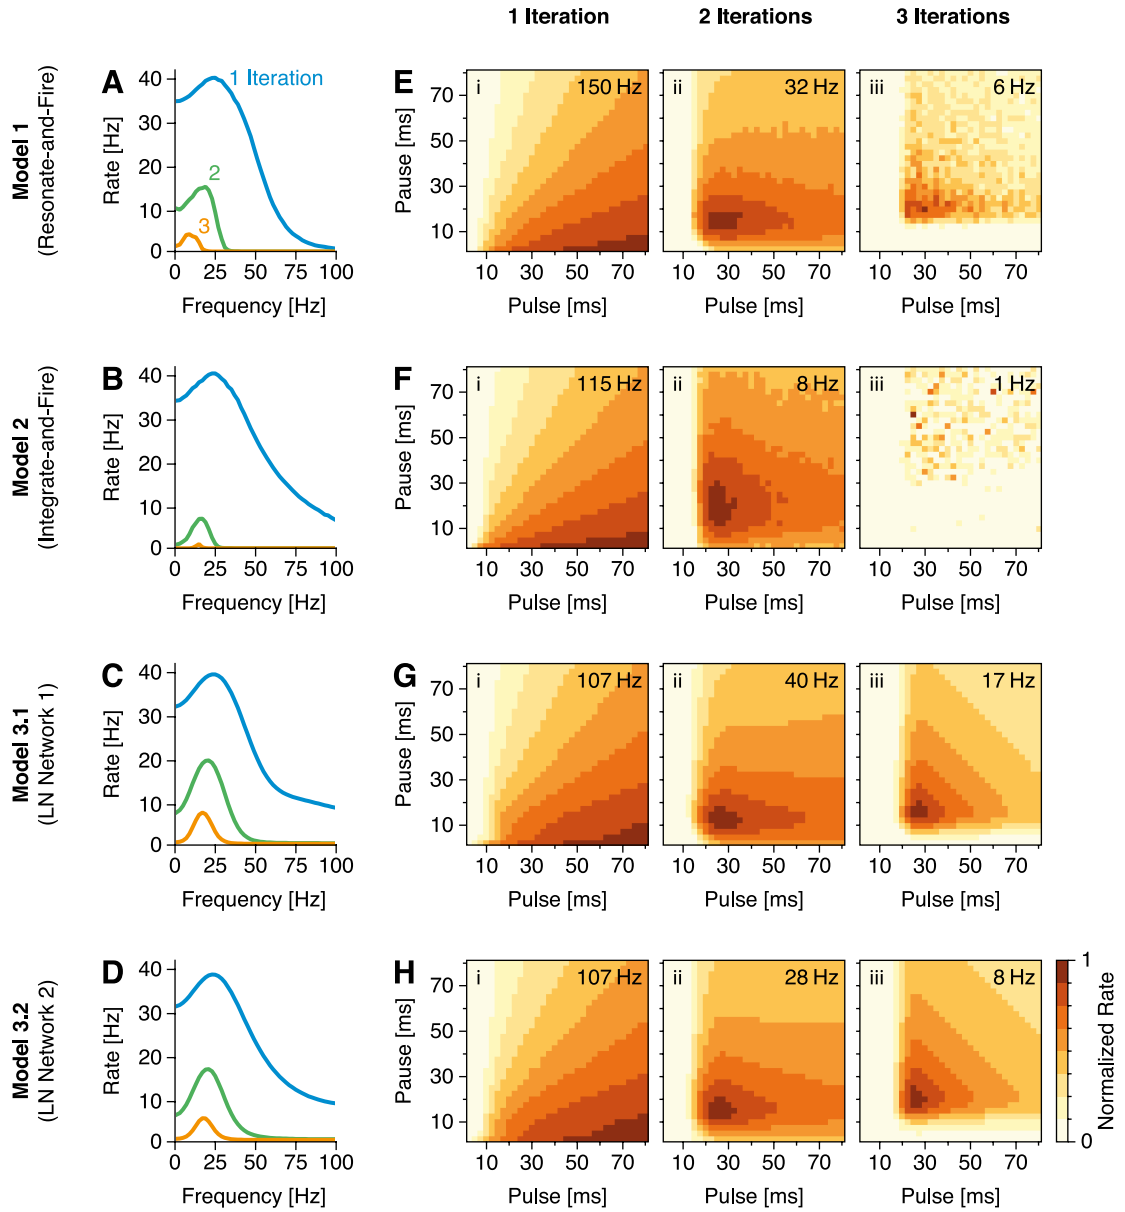 1 Iteration 2 Iterations 3 Iterations
Model 1
(Resonate-and-Fire)
A
Rate [Hz]
40
30
20
10
0
1 Iteration
2
3
0 25 50 75 100
Frequency [Hz]
E
Pause [ms]
70
50
30
10
i 150 Hz
10 30 50 70
Pulse [ms]
ii 32 Hz
10 30 50 70
Pulse [ms]
iii 6 Hz
10 30 50 70
Pulse [ms]
Model 2
(Integrate-and-Fire)
B
Rate [Hz]
40
30
20
10
0
0 25 50 75 100
Frequency [Hz]
F
Pause [ms]
70
50
30
10
i 115 Hz
10 30 50 70
Pulse [ms]
ii 8 Hz
10 30 50 70
Pulse [ms]
iii 1 Hz
10 30 50 70
Pulse [ms]
Model 3.1
(LN Network 1)
C
Rate [Hz]
40
30
20
10
0
0 25 50 75 100
Frequency [Hz]
G
Pause [ms]
70
50
30
10
i 107 Hz
10 30 50 70
Pulse [ms]
ii 40 Hz
10 30 50 70
Pulse [ms]
iii 17 Hz
10 30 50 70
Pulse [ms]
Model 3.2
(LN Network 2)
D
Rate [Hz]
40
30
20
10
0
0 25 50 75 100
Frequency [Hz]
H
Pause [ms]
70
50
30
10
i 107 Hz
10 30 50 70
Pulse [ms]
ii 28 Hz
10 30 50 70
Pulse [ms]
iii 8 Hz
10 30 50 70
Pulse [ms]
1
0
Normalized Rate